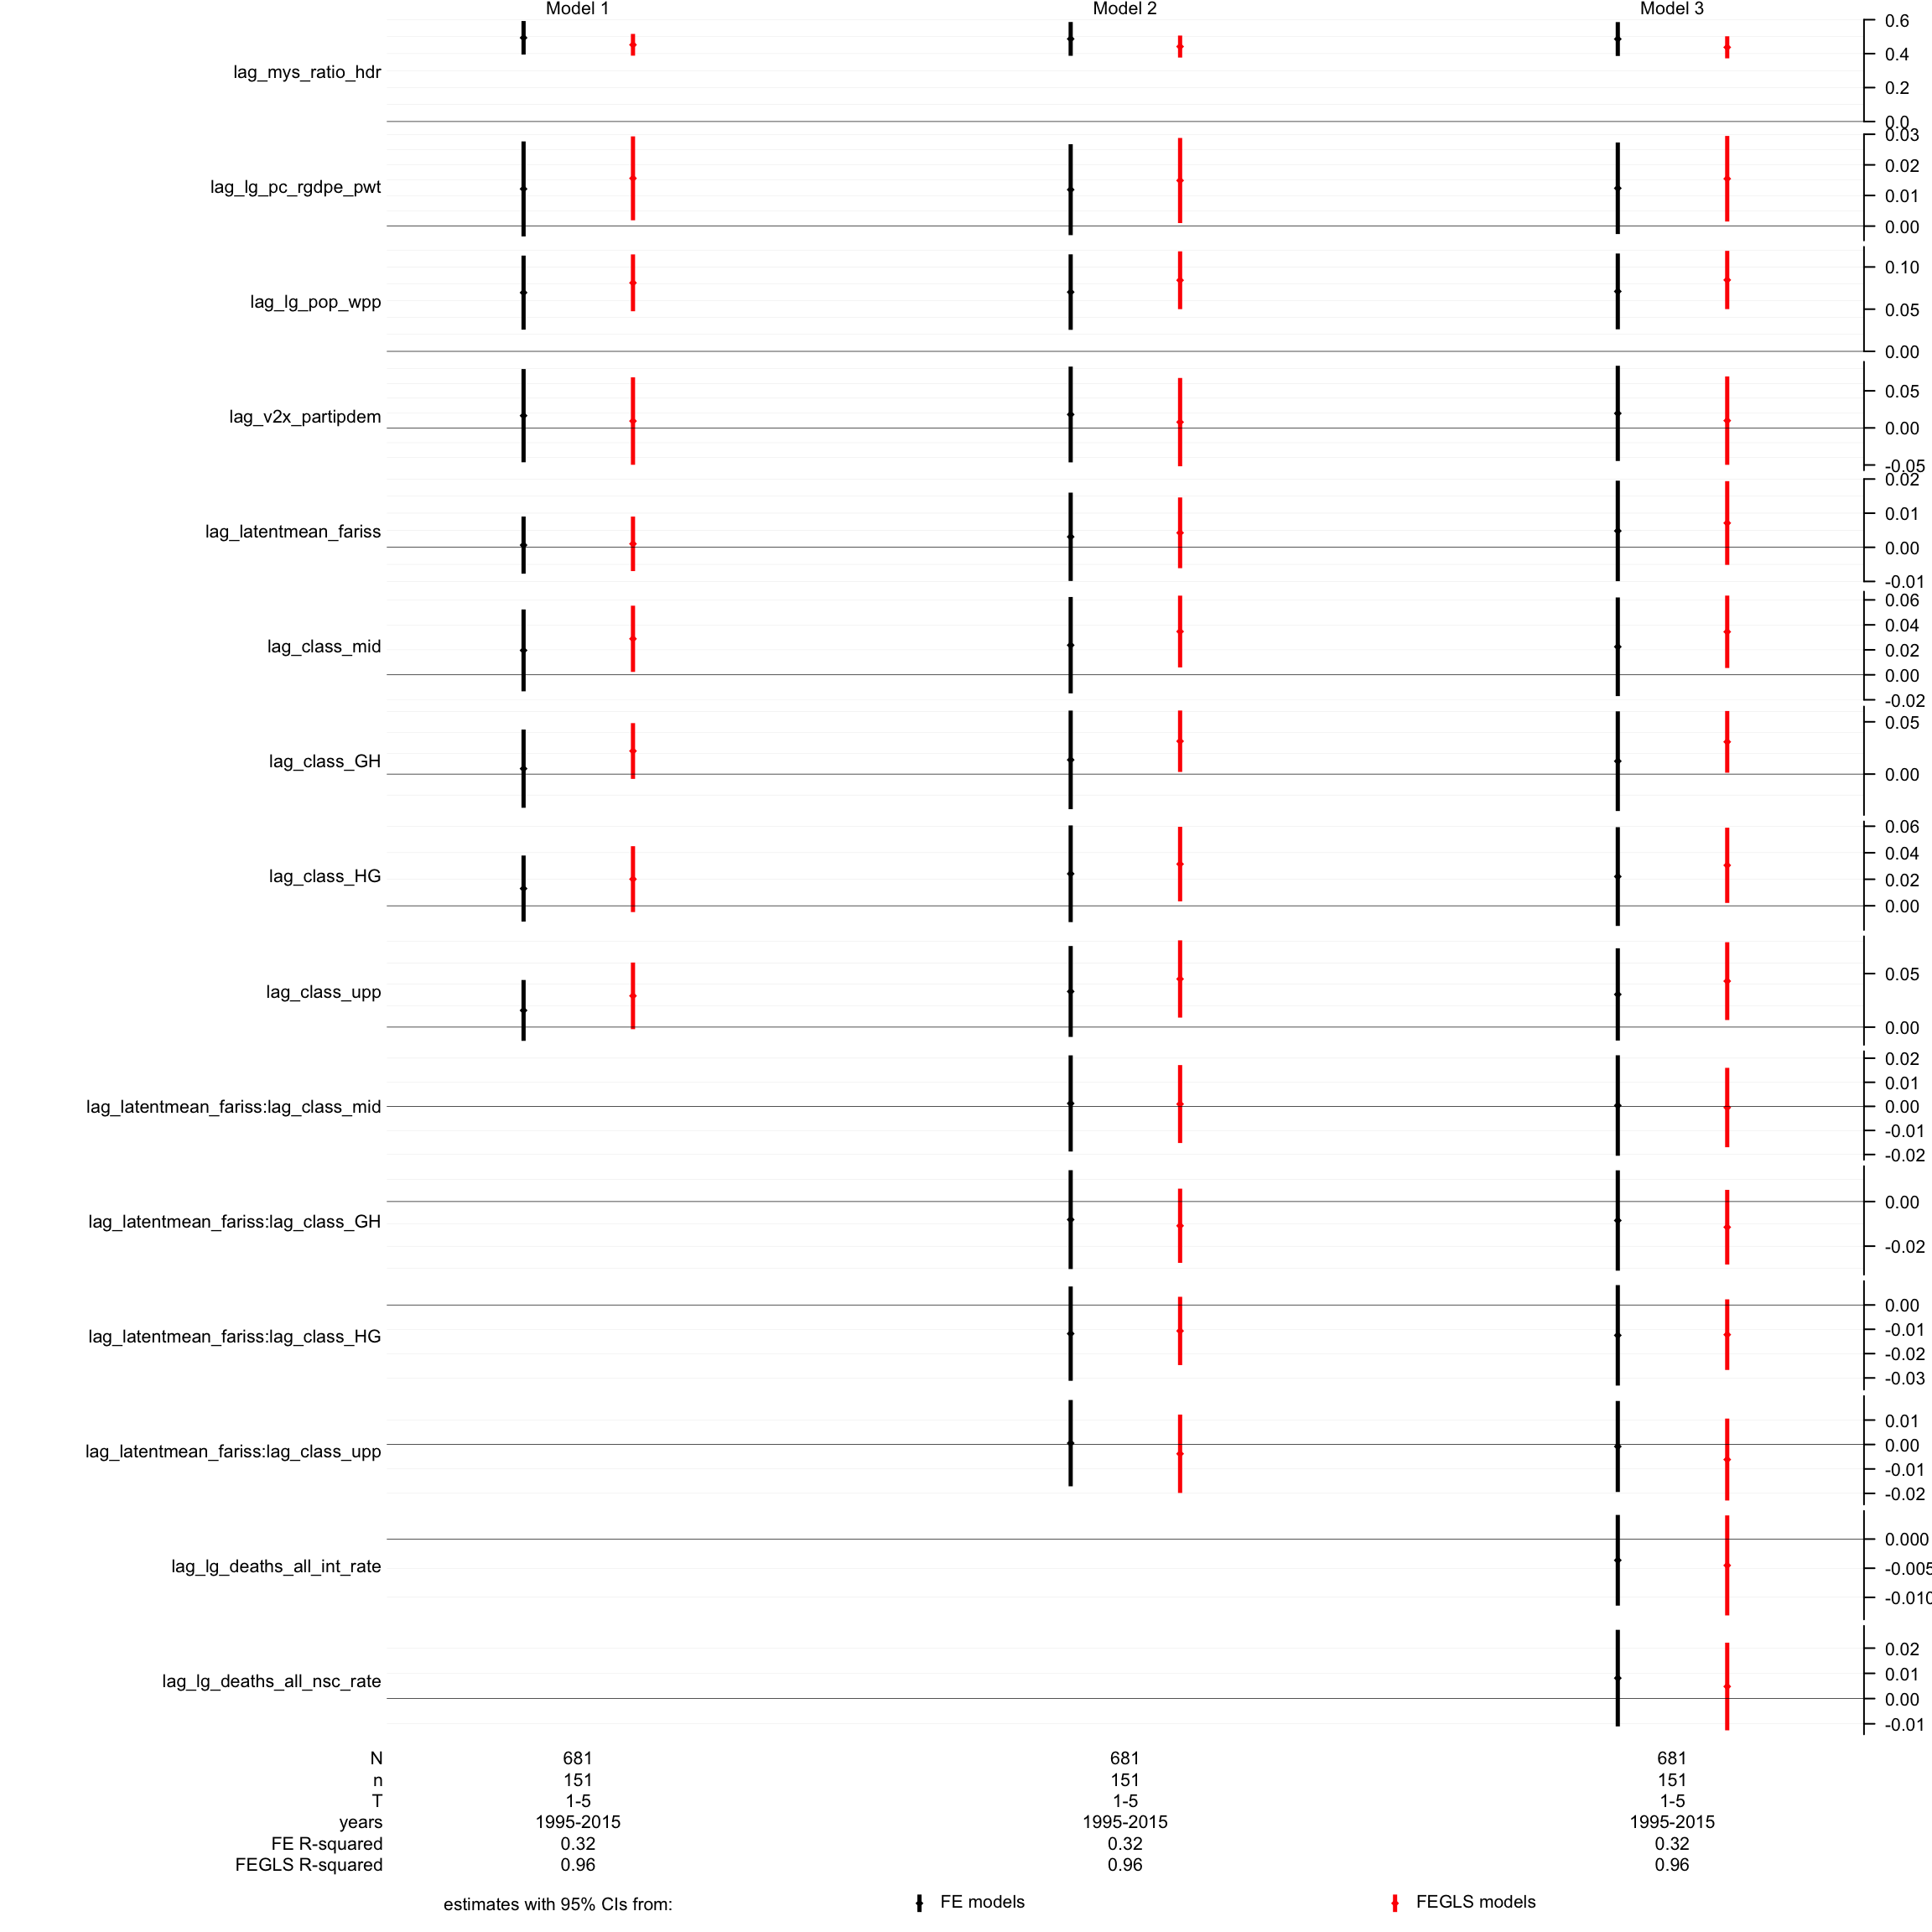 Model 1 Model 2 Model 3
lag_mys_ratio_hdr
0.6
0.4
0.2
0.0
lag_lg_pc_rgdpe_pwt
0.03
0.02
0.01
0.00
lag_lg_pop_wpp
0.10
0.05
0.00
lag_v2x_partipdem
0.05
0.00
-0.05
lag_latentmean_fariss
0.02
0.01
0.00
-0.01
lag_class_mid
0.06
0.04
0.02
0.00
-0.02
lag_class_GH
0.05
0.00
lag_class_HG
0.06
0.04
0.02
0.00
lag_class_upp
0.05
0.00
lag_latentmean_fariss:lag_class_mid
0.02
0.01
0.00
-0.01
-0.02
lag_latentmean_fariss:lag_class_GH
0.00
-0.02
lag_latentmean_fariss:lag_class_HG
0.00
-0.01
-0.02
-0.03
lag_latentmean_fariss:lag_class_upp
0.01
0.00
-0.01
-0.02
lag_lg_deaths_all_int_rate
0.000
-0.005
-0.010
lag_lg_deaths_all_nsc_rate
0.02
0.01
0.00
-0.01
N 681 681 681
n 151 151 151
T 1-5 1-5 1-5
years 1995-2015 1995-2015 1995-2015
FE R-squared 0.32 0.32 0.32
FEGLS R-squared 0.96 0.96 0.96
estimates with 95% CIs from: FE models FEGLS models